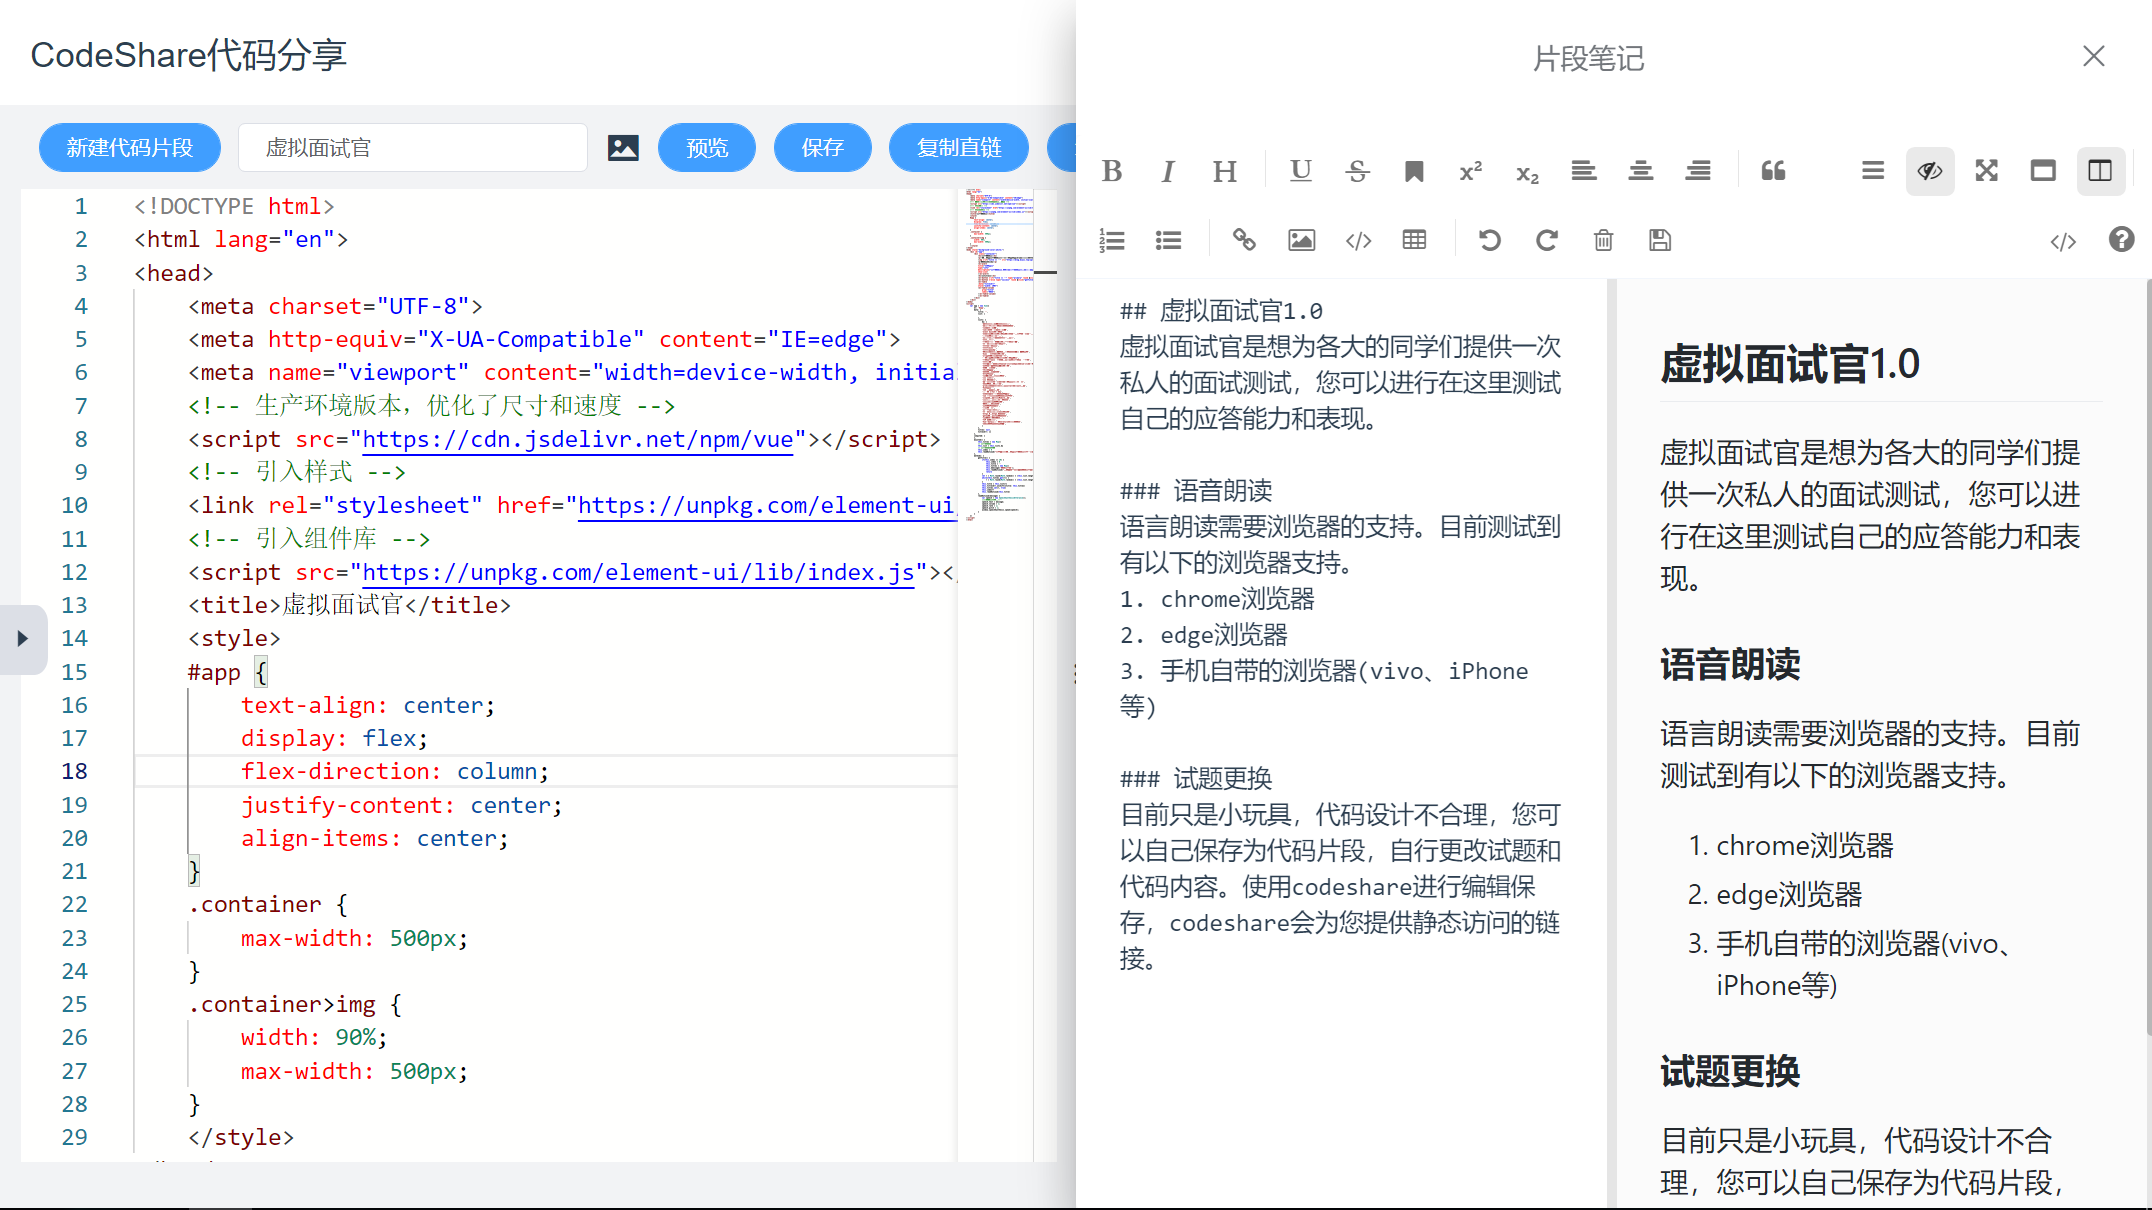 CodeShare代码分享
新建代码片段
虚拟面试官
预览
保存
复制直链
1 <!DOCTYPE html>
2 <html lang="en">
3 <head>
4 <meta charset="UTF-8">
5 <meta http-equiv="X-UA-Compatible" content="IE=edge">
6 <meta name="viewport" content="width=device-width, initia
7 <!-- 生产环境版本，优化了尺寸和速度 -->
8 <script src="https://cdn.jsdelivr.net/npm/vue"></script>
9 <!-- 引入样式 -->
10 <link rel="stylesheet" href="https://unpkg.com/element-ui
11 <!-- 引入组件库 -->
12 <script src="https://unpkg.com/element-ui/lib/index.js"><
13 <title>虚拟面试官</title>
14 <style>
15 #app {
16 text-align: center;
17 display: flex;
18 flex-direction: column;
19 justify-content: center;
20 align-items: center;
21 }
22 .container {
23 max-width: 500px;
24 }
25 .container>img {
26 width: 90%;
27 max-width: 500px;
28 }
29 </style>
片段笔记
## 虚拟面试官1.0
虚拟面试官是想为各大的同学们提供一次
私人的面试测试，您可以进行在这里测试
自己的应答能力和表现。
### 语音朗读
语言朗读需要浏览器的支持。目前测试到
有以下的浏览器支持。
1. chrome浏览器
2. edge浏览器
3. 手机自带的浏览器(vivo、iPhone
等)
### 试题更换
目前只是小玩具，代码设计不合理，您可
以自己保存为代码片段，自行更改试题和
代码内容。使用codeshare进行编辑保
存，codeshare会为您提供静态访问的链
接。
虚拟面试官1.0
虚拟面试官是想为各大的同学们提
供一次私人的面试测试，您可以进
行在这里测试自己的应答能力和表
现。
语音朗读
语言朗读需要浏览器的支持。目前
测试到有以下的浏览器支持。
1. chrome浏览器
2. edge浏览器
3. 手机自带的浏览器(vivo、
iPhone等)
试题更换
目前只是小玩具，代码设计不合
理，您可以自己保存为代码片段，